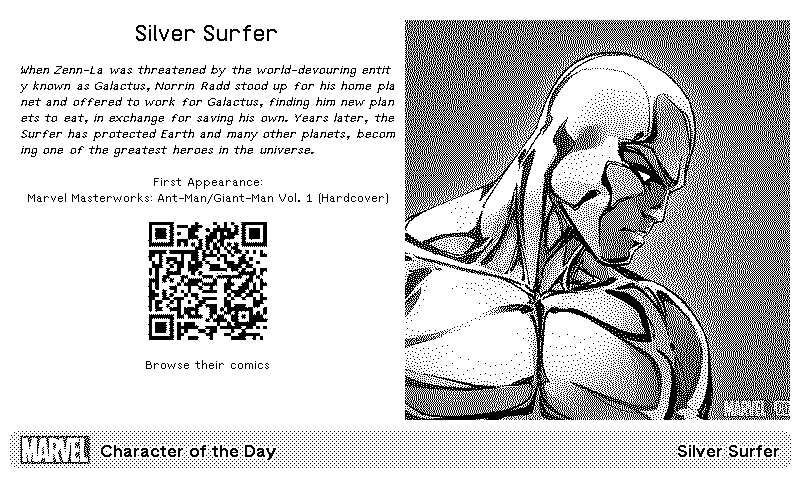 Silver Surfer
When Zenn-La was threatened by the world-devouring entit
y known as Galactus, Norrin Radd stood up for his home pla
net and offered to work for Galactus, finding him new plan
ets to eat, in exchange for saving his own. Years later, the
Surfer has protected Earth and many other planets, becom
ing one of the greatest heroes in the universe.
First Appearance:
Marvel Masterworks: Ant-Man/Giant-Man Vol. 1 (Hardcover)
Browse their comics
MARVEL
MARVEL Character of the Day
Silver Surfer